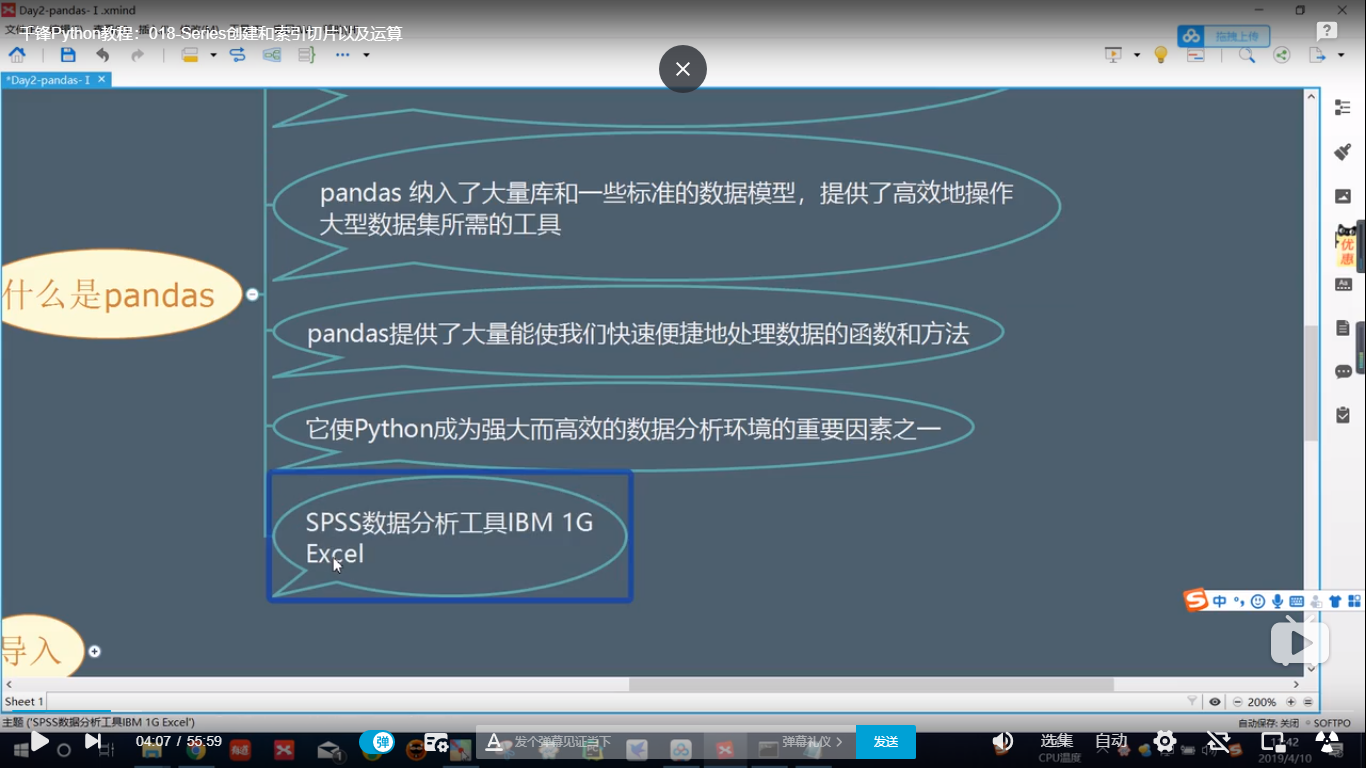 Day2-pandas- I .xmind
千锋Python教程：018-Series创建和索引切片以及运算
拖拽上传
*Day2-pandas- I
pandas 纳入了大量库和一些标准的数据模型，提供了高效地操作
大型数据集所需的工具
什么是pandas
pandas提供了大量能使我们快速便捷地处理数据的函数和方法
它使Python成为强大而高效的数据分析环境的重要因素之一
SPSS数据分析工具IBM 1G
Excel
优
惠
中
导入
Sheet 1
200%
主题 ('SPSS数据分析工具IBM 1G Excel')
自动保存: 关闭
SOFTPO
04:07 / 55:59
弹
发个弹幕见证当下
弹幕礼仪
发送
选集
自动
CPU温度
2019/4/10